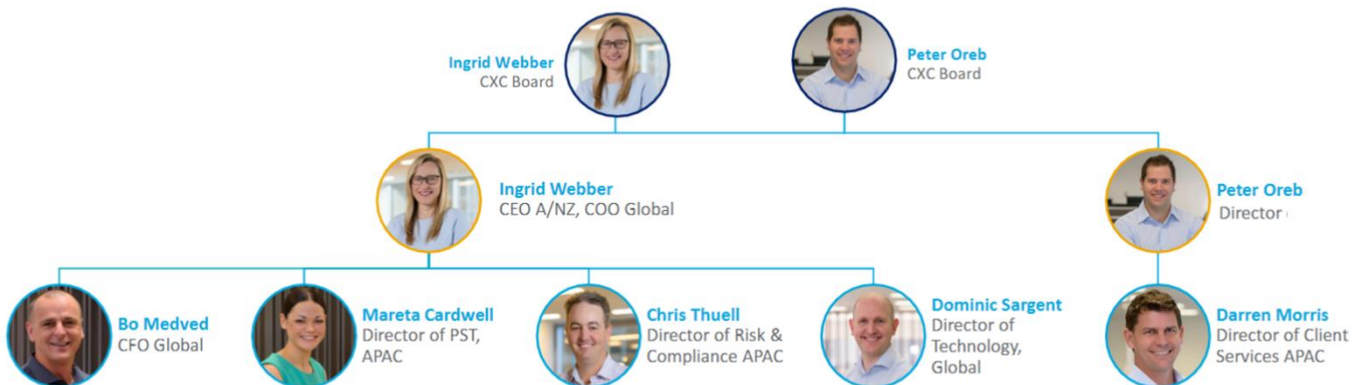 Ingrid Webber
CXC Board
Peter Oreb
CXC Board
Ingrid Webber
CEO A/NZ, COO Global
Peter Oreb
Director
Bo Medved
CFO Global
Mareta Cardwell
Director of PST,
APAC
Chris Thuell
Director of Risk &
Compliance APAC
Dominic Sargent
Director of
Technology,
Global
Darren Morris
Director of Client
Services APAC